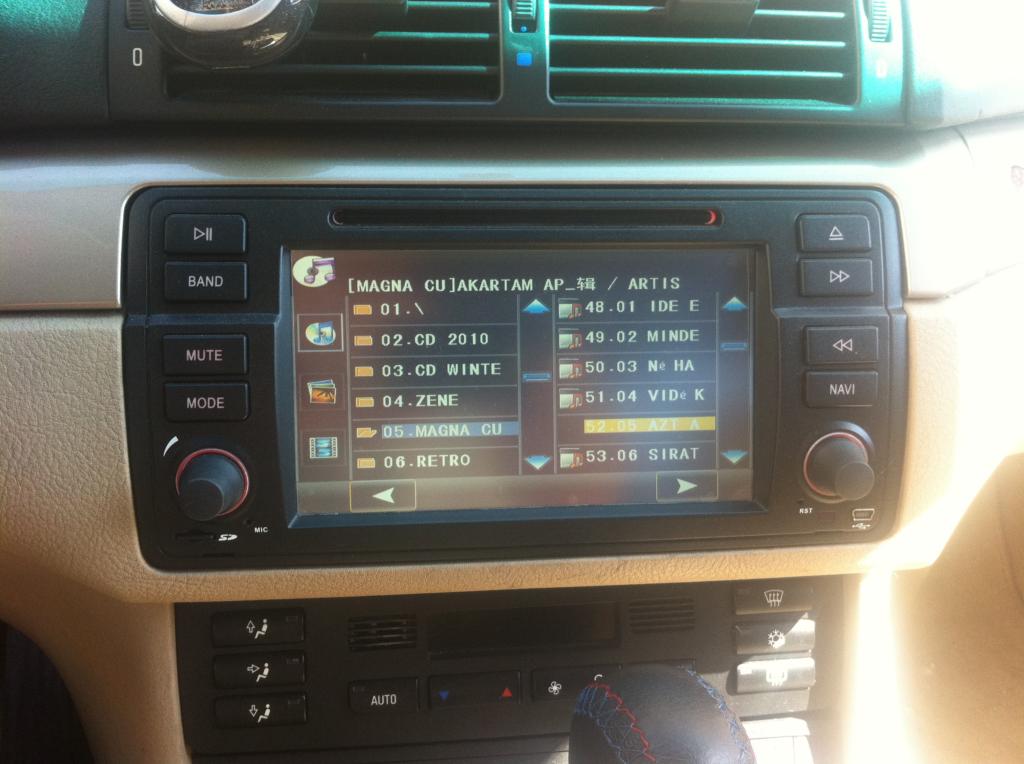 [MAGNA CU]AKARTAM AP_辑 / ARTIS
01.\
02.CD 2010
03.CD WINTE
04.ZENE
05.MAGNA CU
06.RETRO
48.01 IDE E
49.02 MINDE
50.03 Né HA
51.04 VIDé K
52.05 AZT A
53.06 SIRAT
BAND
MUTE
MODE
MIC
SD
NAVI
RST
AUTO
0